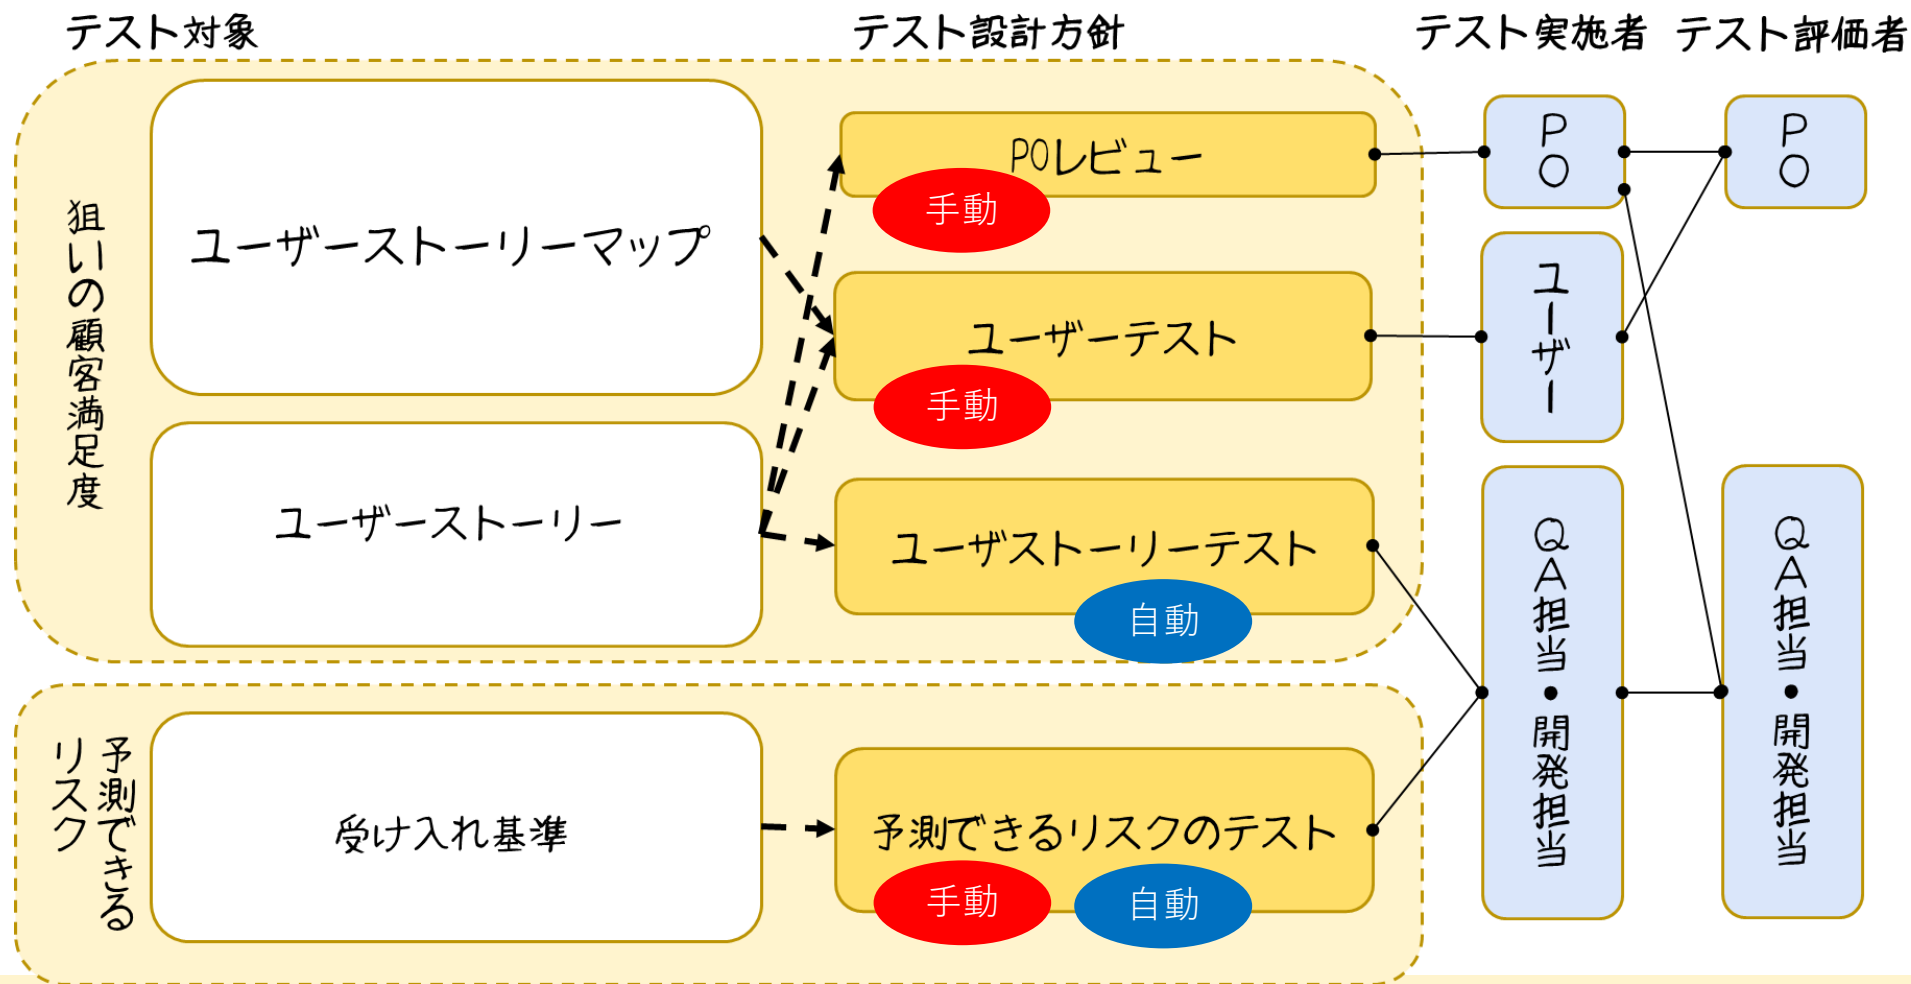 テスト対象
テスト設計方針
テスト実施者
テスト評価者
狙いの顧客満足度
ユーザーストーリーマップ
ユーザーストーリー
POレビュー
手動
ユーザーテスト
手動
ユーザストーリーテスト
自動
PO
ユーザー
QA担当・開発担当
PO
QA担当・開発担当
予測できる
リスク
受け入れ基準
予測できるリスクのテスト
手動
自動